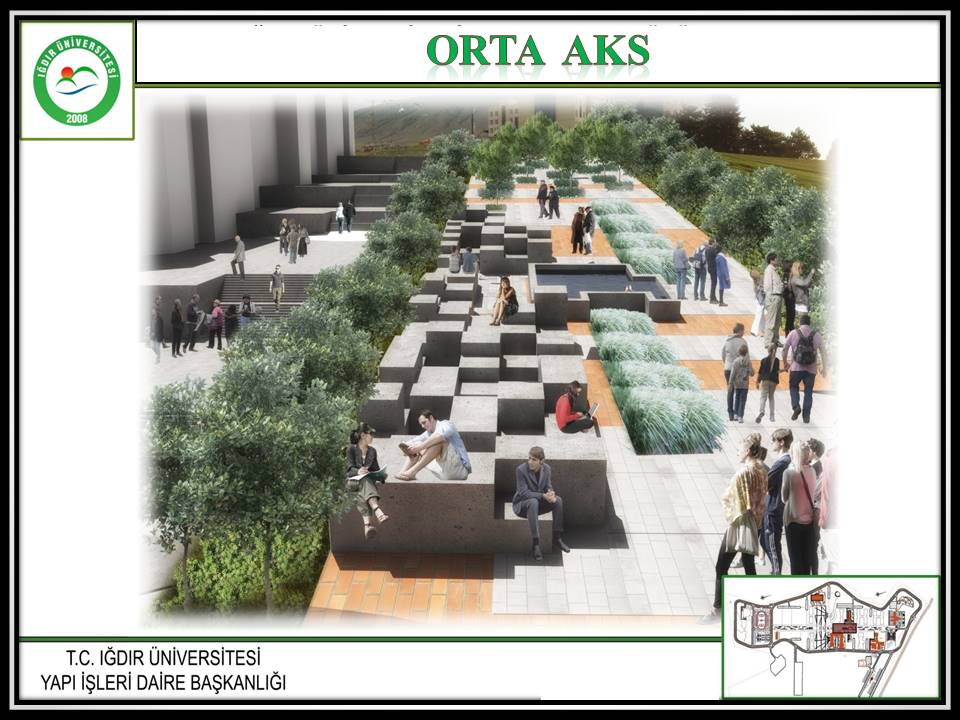 ORTA AKS
IĞDIR ÜNİVERSİTESİ
2008
T.C. IĞDIR ÜNİVERSİTESİ
YAPI İŞLERİ DAİRE BAŞKANLIĞI